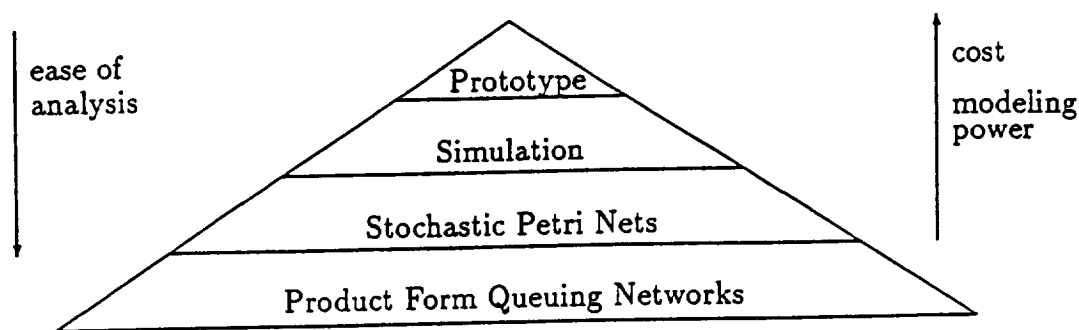 ease of
analysis
Prototype
Simulation
Stochastic Petri Nets
Product Form Queuing Networks
cost
modeling
power